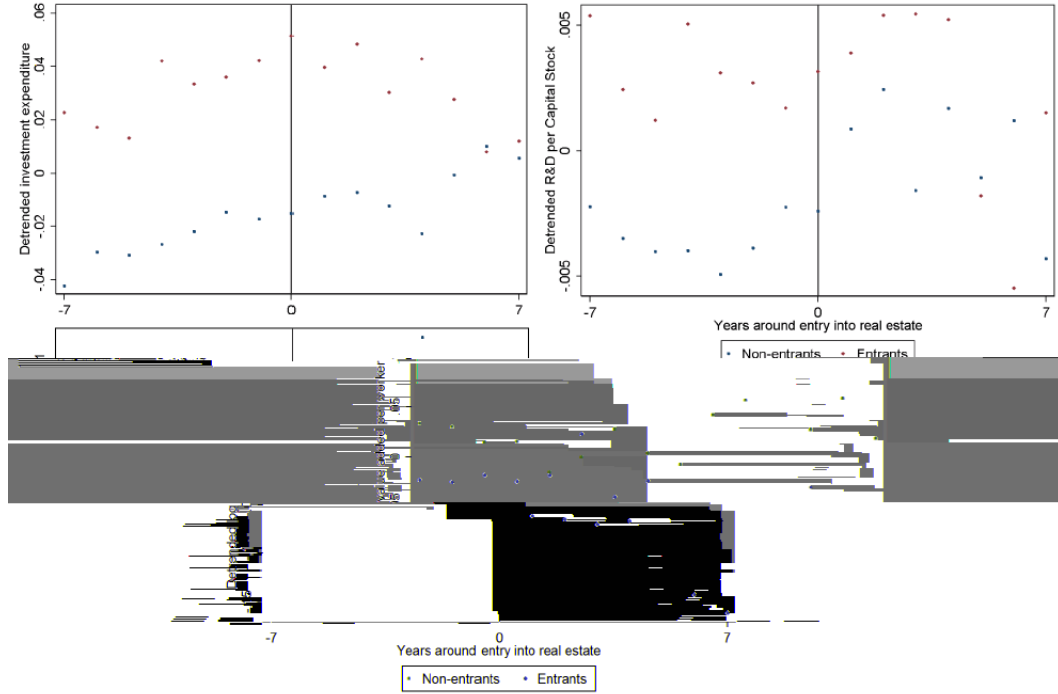 Detrended investment expenditure
.06
.04
.02
0
-.02
-.04
-7 0 7
Detrended R&D per Capital Stock
.005
0
-.005
-7 0 7
Years around entry into real estate
Non-entrants Entrants
.05
-7 0 7
Years around entry into real estate
Non-entrants Entrants